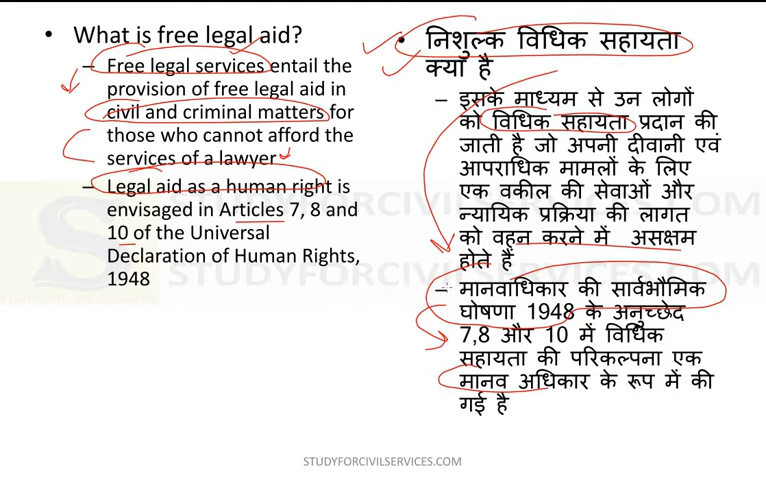 • What is free legal aid?
– Free legal services entail the
provision of free legal aid in
civil and criminal matters for
those who cannot afford the
services of a lawyer
– Legal aid as a human right is
envisaged in Articles 7, 8 and
10 of the Universal
Declaration of Human Rights,
1948
• निशुल्क विधिक सहायता
क्या है
– इसके माध्यम से उन लोगों
को विधिक सहायता प्रदान की
जाती है जो अपनी दीवानी एवं
आपराधिक मामलों के लिए
एक वकील की सेवाओं और
न्यायिक प्रक्रिया की लागत
को वहन करने में असक्षम
होते हैं
– मानवाधिकार की सार्वभौमिक
घोषणा 1948 के अनुच्छेद
7,8 और 10 में विधिक
सहायता की परिकल्पना एक
मानव अधिकार के रूप में की
गई है
STUDYFORCIVILSERVICES.COM
STUDYFORCIVILSERVICES.COM
STUDYFORCIVILSERVICES.COM